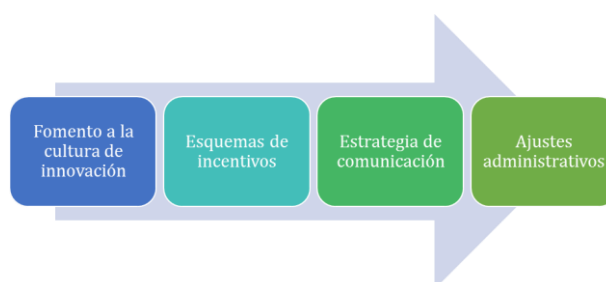 Fomento a la
cultura de
innovación
Esquemas de
incentivos
Estrategia de
comunicación
Ajustes
administrativos